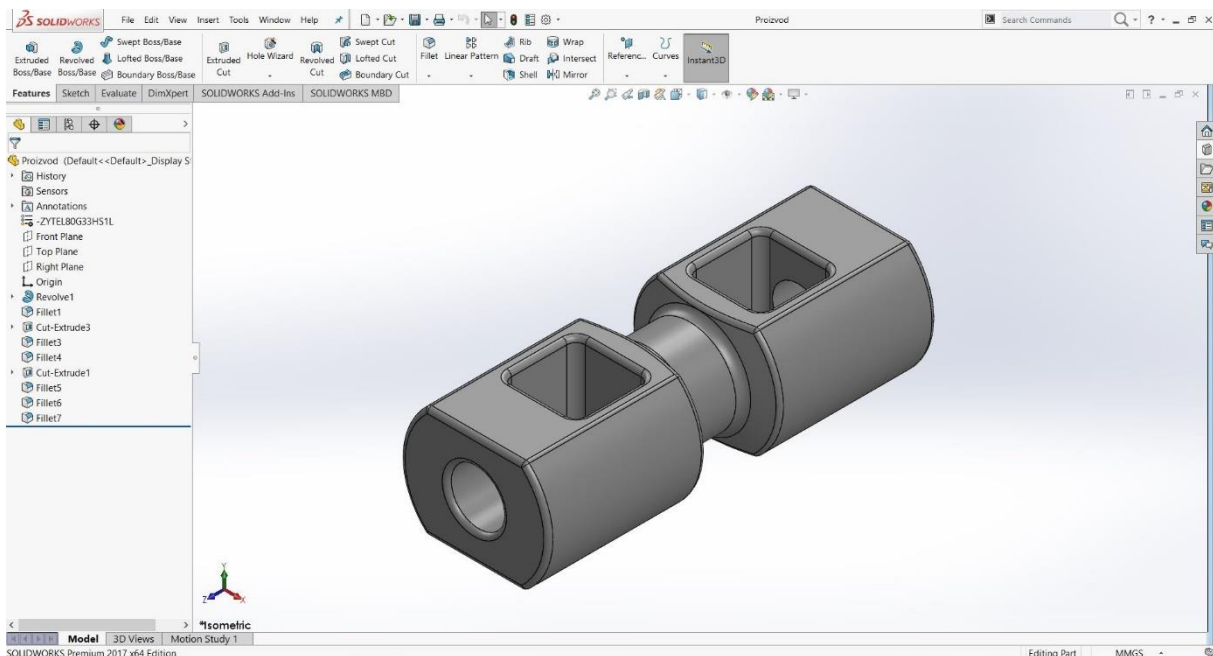 SOLIDWORKS File Edit View Insert Tools Window Help Proizvod Search Commands ?
Extruded Boss/Base
Revolved Boss/Base
Swept Boss/Base
Lofted Boss/Base
Boundary Boss/Base
Extruded Cut
Hole Wizard
Revolved Cut
Swept Cut
Lofted Cut
Boundary Cut
Fillet
Linear Pattern
Rib
Draft
Shell
Wrap
Intersect
Mirror
Referenc...
Curves
Instant3D
Features Sketch Evaluate DimXpert SOLIDWORKS Add-Ins SOLIDWORKS MBD
Proizvod (Default<<Default>_Display S
History
Sensors
Annotations
-ZYTEL80G33HS1L
Front Plane
Top Plane
Right Plane
Origin
Revolve1
Fillet1
Cut-Extrude3
Fillet3
Fillet4
Cut-Extrude1
Fillet5
Fillet6
Fillet7
Y
Z X
*Isometric
Model 3D Views Motion Study 1
SOLIDWORKS Premium 2017 x64 Edition Editing Part MMGS